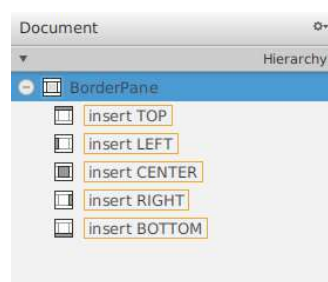 Document
Hierarchy
BorderPane
insert TOP
insert LEFT
insert CENTER
insert RIGHT
insert BOTTOM